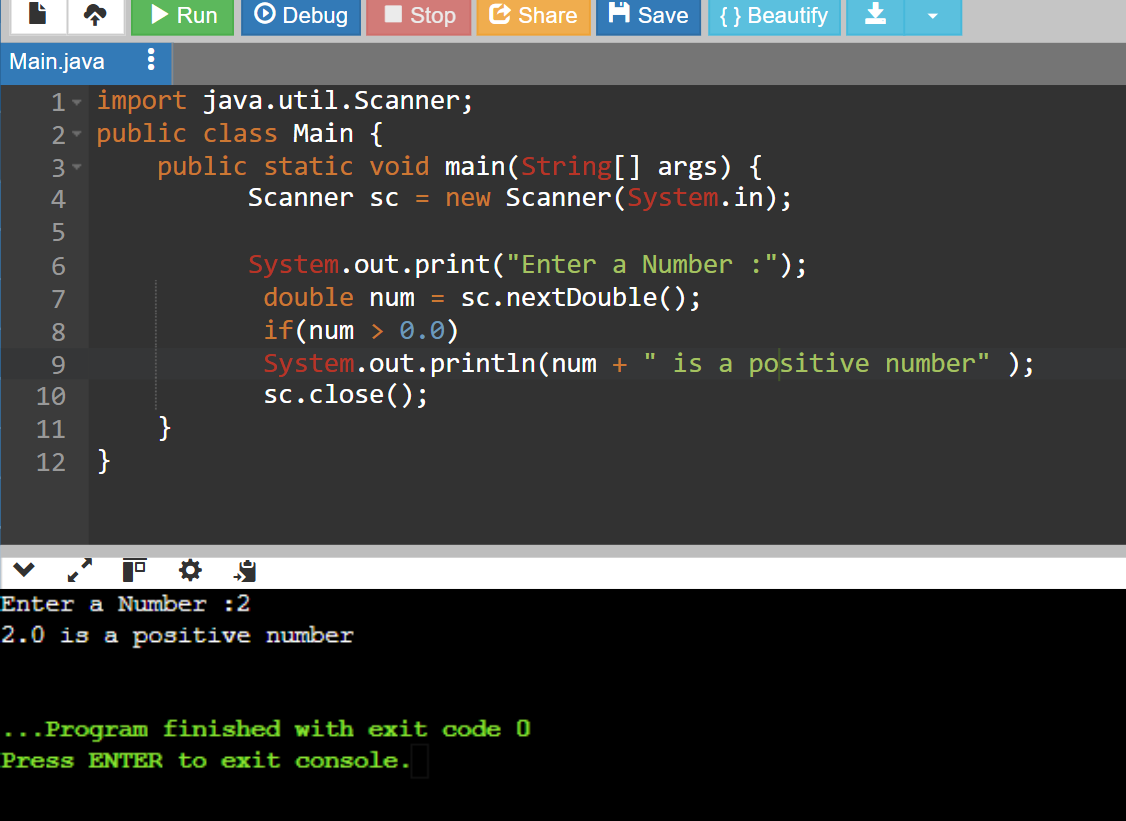 Run Debug Stop Share Save { } Beautify
Main.java
1 import java.util.Scanner;
2 public class Main {
3     public static void main(String[] args) {
4           Scanner sc = new Scanner(System.in);
5
6           System.out.print("Enter a Number :");
7            double num = sc.nextDouble();
8            if(num > 0.0)
9            System.out.println(num + " is a positive number" );
10            sc.close();
11     }
12 }
Enter a Number :2
2.0 is a positive number
...Program finished with exit code 0
Press ENTER to exit console.